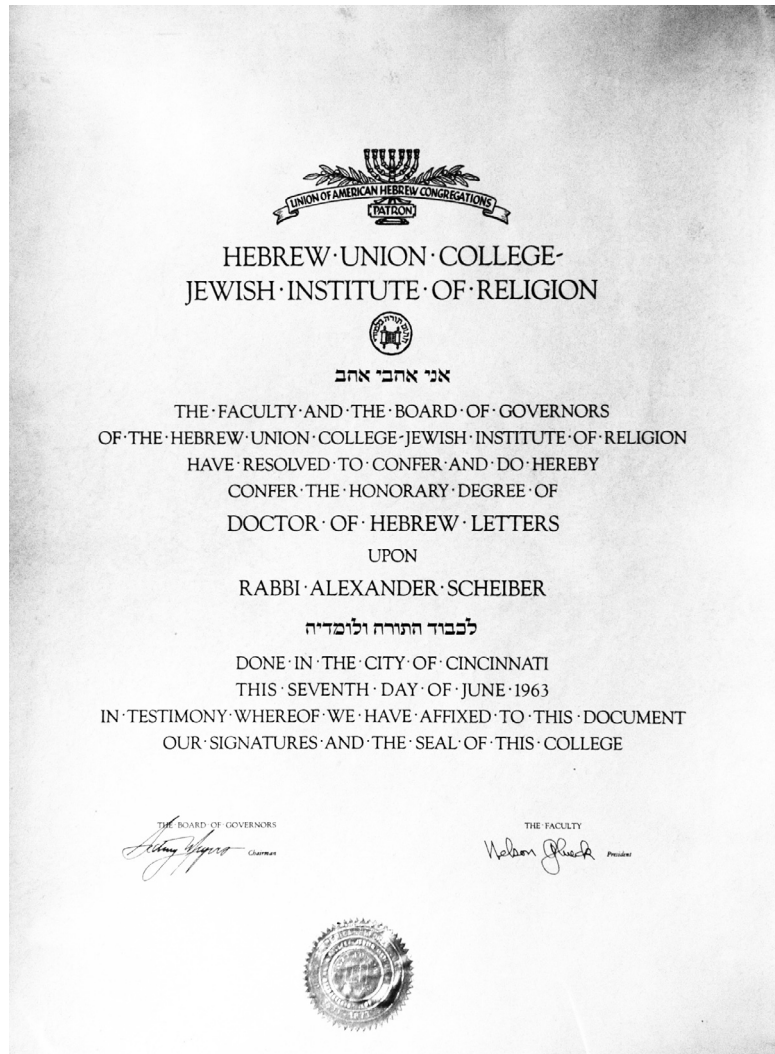 UNION OF AMERICAN HEBREW CONGREGATIONS
PATRON
HEBREW·UNION·COLLEGE-
JEWISH·INSTITUTE·OF·RELIGION
אני אהבי אהב
THE·FACULTY·AND·THE·BOARD·OF·GOVERNORS
OF·THE·HEBREW·UNION·COLLEGE-JEWISH·INSTITUTE·OF·RELIGION
HAVE·RESOLVED·TO·CONFER·AND·DO·HEREBY
CONFER·THE·HONORARY·DEGREE·OF
DOCTOR·OF·HEBREW·LETTERS
UPON
RABBI·ALEXANDER·SCHEIBER
לכבוד התורה ולומדיה
DONE·IN·THE·CITY·OF·CINCINNATI
THIS·SEVENTH·DAY·OF·JUNE·1963
IN·TESTIMONY·WHEREOF·WE·HAVE·AFFIXED·TO·THIS·DOCUMENT
OUR·SIGNATURES·AND·THE·SEAL·OF·THIS·COLLEGE
THE·BOARD·OF·GOVERNORS
Chairman
THE·FACULTY
Nelson Glueck President